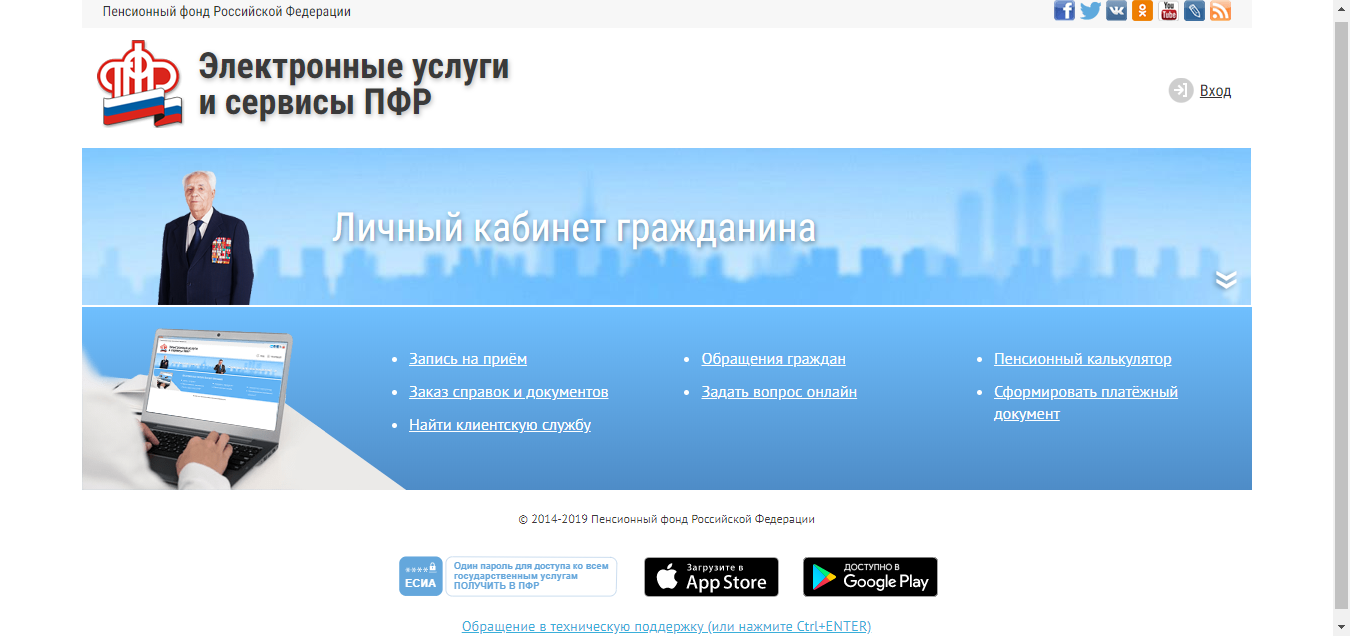 Пенсионный фонд Российской Федерации
You
Tube
Электронные услуги
и сервисы ПФР
Вход
Личный кабинет гражданина
Запись на приём
Обращения граждан
Пенсионный калькулятор
Заказ справок и документов
Задать вопрос онлайн
Сформировать платёжный
документ
Найти клиентскую службу
© 2014-2019 Пенсионный фонд Российской Федерации
**** ЕСИА
Один пароль для доступа ко всем
государственным услугам
ПОЛУЧИТЬ В ПФР
Загрузите в
App Store
ДОСТУПНО В
Google Play
Обращение в техническую поддержку (или нажмите Ctrl+ENTER)